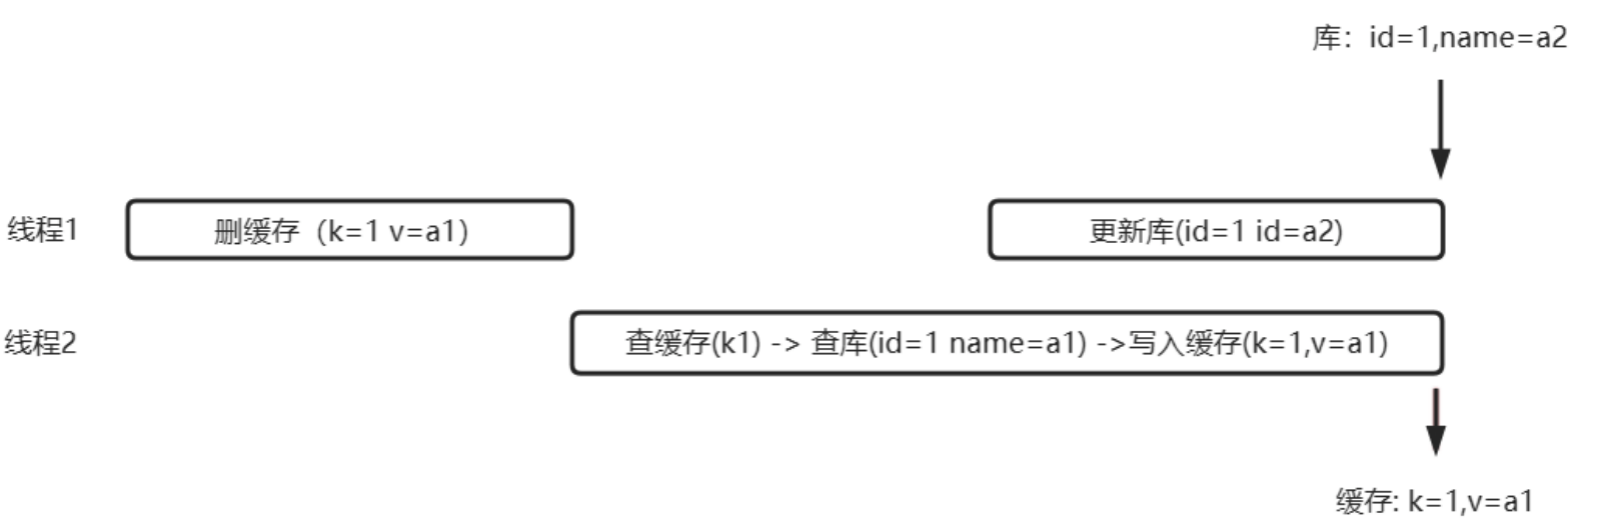 库：id=1,name=a2
线程1
删缓存（k=1 v=a1）
更新库(id=1 id=a2)
线程2
查缓存(k1) -> 查库(id=1 name=a1) ->写入缓存(k=1,v=a1)
缓存: k=1,v=a1